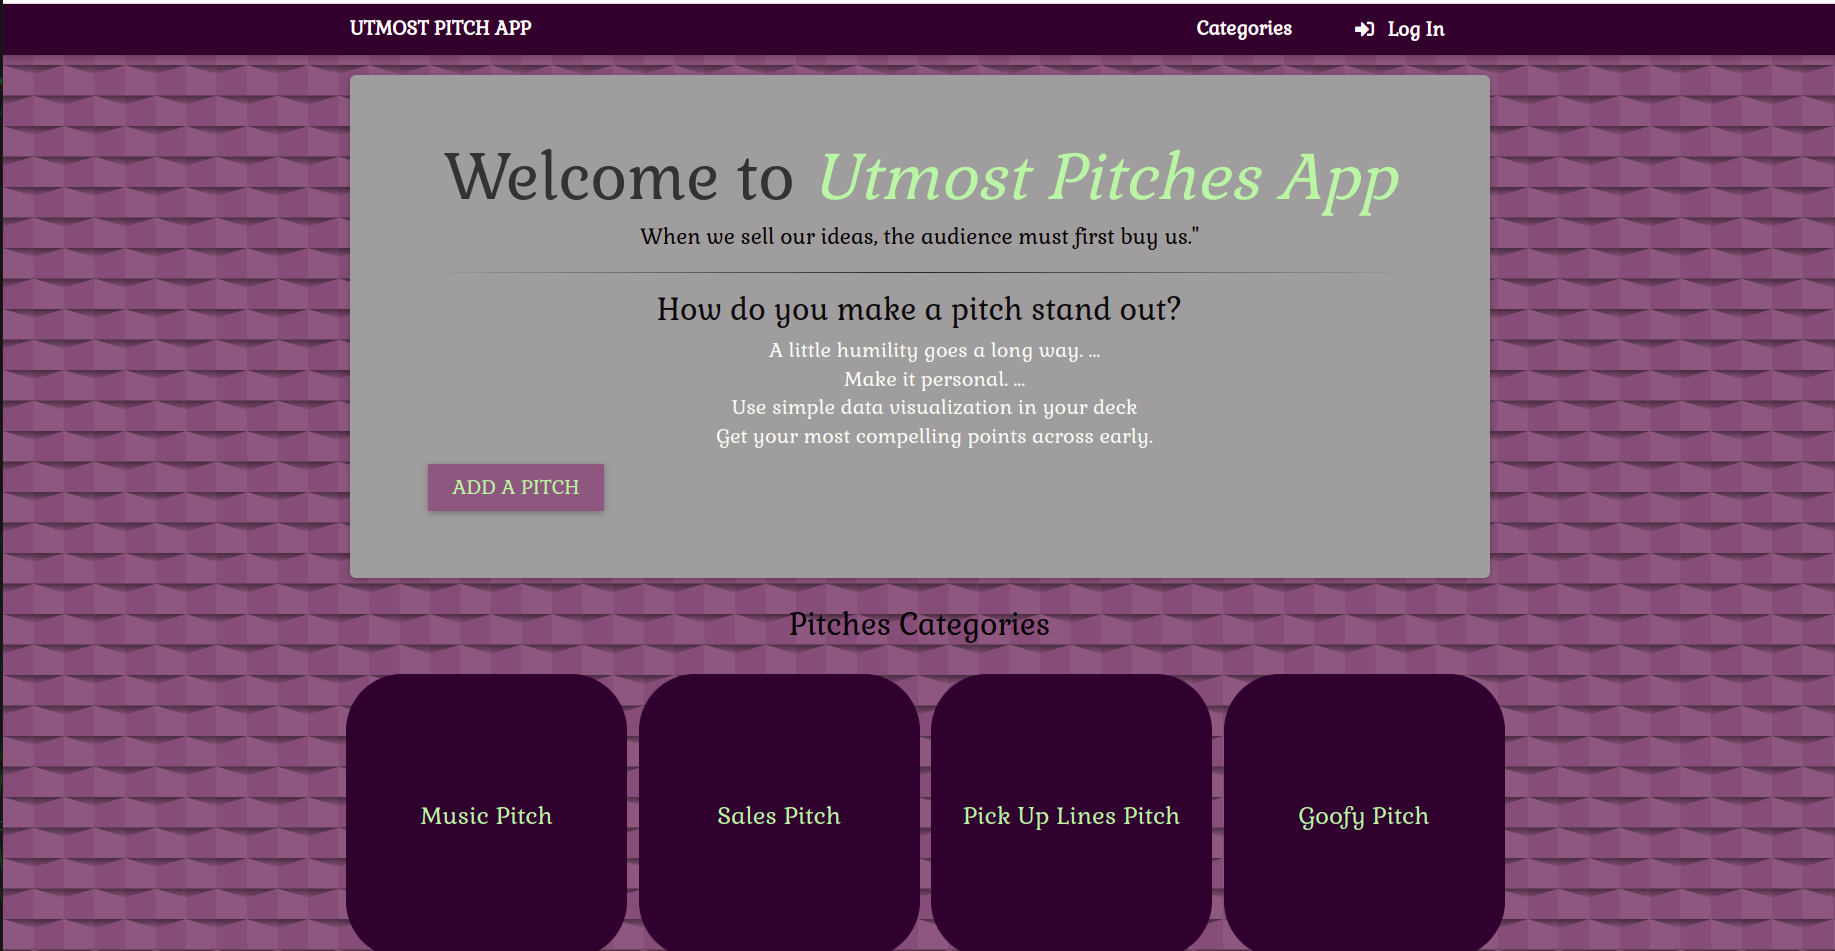 UTMOST PITCH APP
Categories
Log In
Welcome to Utmost Pitches App
When we sell our ideas, the audience must first buy us."
How do you make a pitch stand out?
A little humility goes a long way. ...
Make it personal. ...
Use simple data visualization in your deck
Get your most compelling points across early.
ADD A PITCH
Pitches Categories
Music Pitch
Sales Pitch
Pick Up Lines Pitch
Goofy Pitch